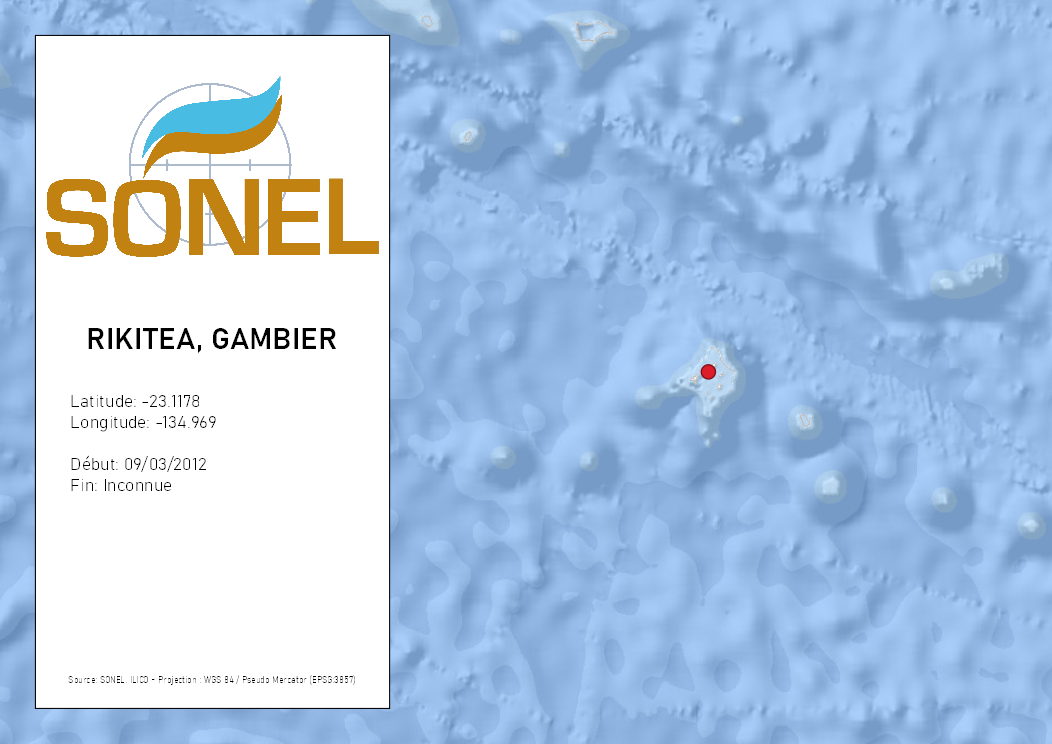 SONEL
RIKITEA, GAMBIER
Latitude: -23.1178
Longitude: -134.969
Début: 09/03/2012
Fin: Inconnue
Source: SONEL, ILICO - Projection : WGS 84 / Pseudo Mercator (EPSG:3857)